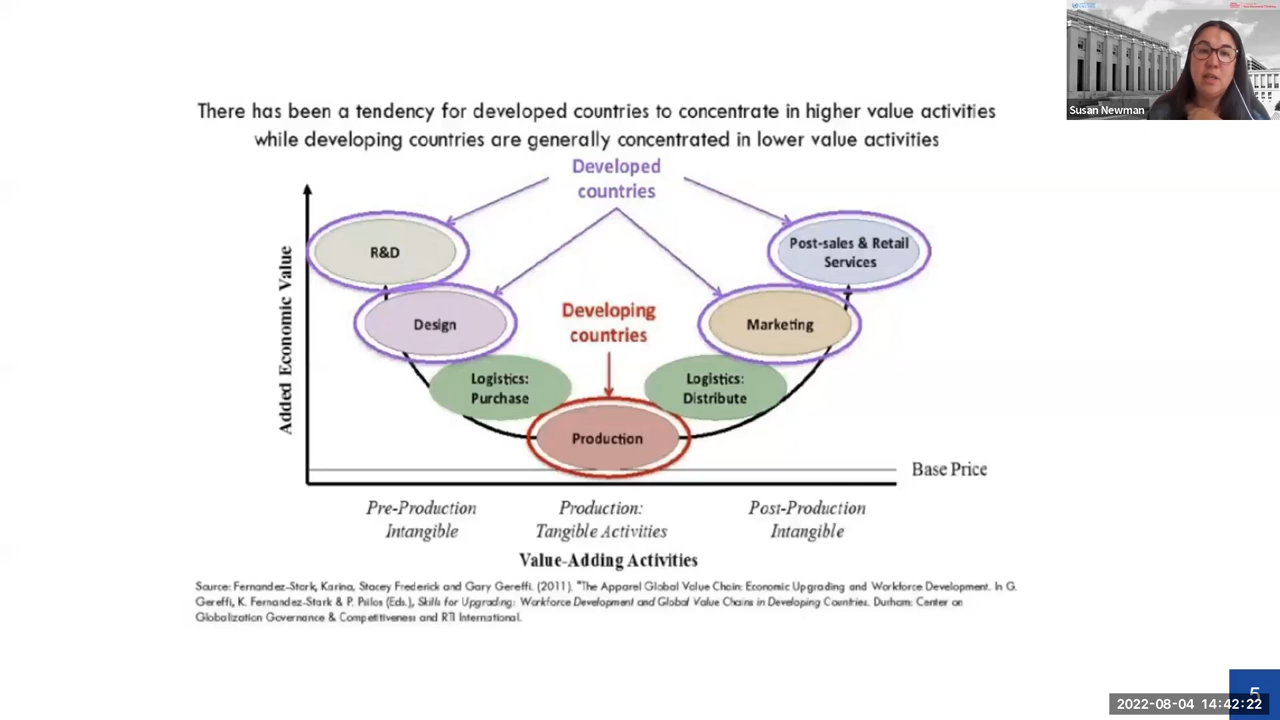 Susan Newman
There has been a tendency for developed countries to concentrate in higher value activities
while developing countries are generally concentrated in lower value activities
Developed
countries
R&D
Post-sales & Retail
Services
Design
Developing
countries
Marketing
Logistics:
Purchase
Logistics:
Distribute
Production
Added Economic Value
Base Price
Pre-Production
Intangible
Production:
Tangible Activities
Post-Production
Intangible
Value-Adding Activities
Source: Fernandez-Stark, Karina, Stacey Frederick and Gary Gereffi. (2011). "The Apparel Global Value Chain: Economic Upgrading and Workforce Development. In G.
Gereffi, K. Fernandez-Stark & P. Psilos (Eds.), Skills for Upgrading: Workforce Development and Global Value Chains in Developing Countries. Durham: Center on
Globalization Governance & Competitiveness and RTI International.
5
2022-08-04 14:42:22